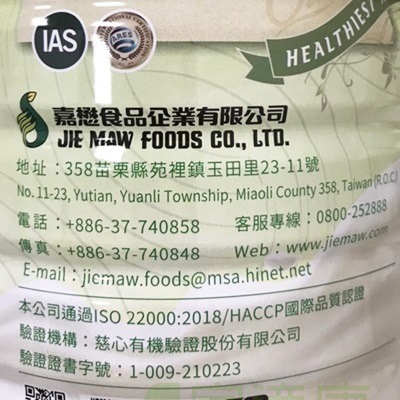 IAS
ARES
HEALTHIEST
嘉懋食品企業有限公司
JIE MAW FOODS CO., LTD.
地址：358苗栗縣苑裡鎮玉田里23-11號
No. 11-23, Yutian, Yuanli Township, Miaoli County 358, Taiwan (R.O.C.)
電話：+886-37-740858 客服專線：0800-252888
傳真：+886-37-740848 Web：www.jiemaw.com
E-mail：jiemaw.foods@msa.hinet.net
本公司通過ISO 22000:2018/HACCP國際品質認證
驗證機構：慈心有機驗證股份有限公司
驗證證書字號：1-009-210223